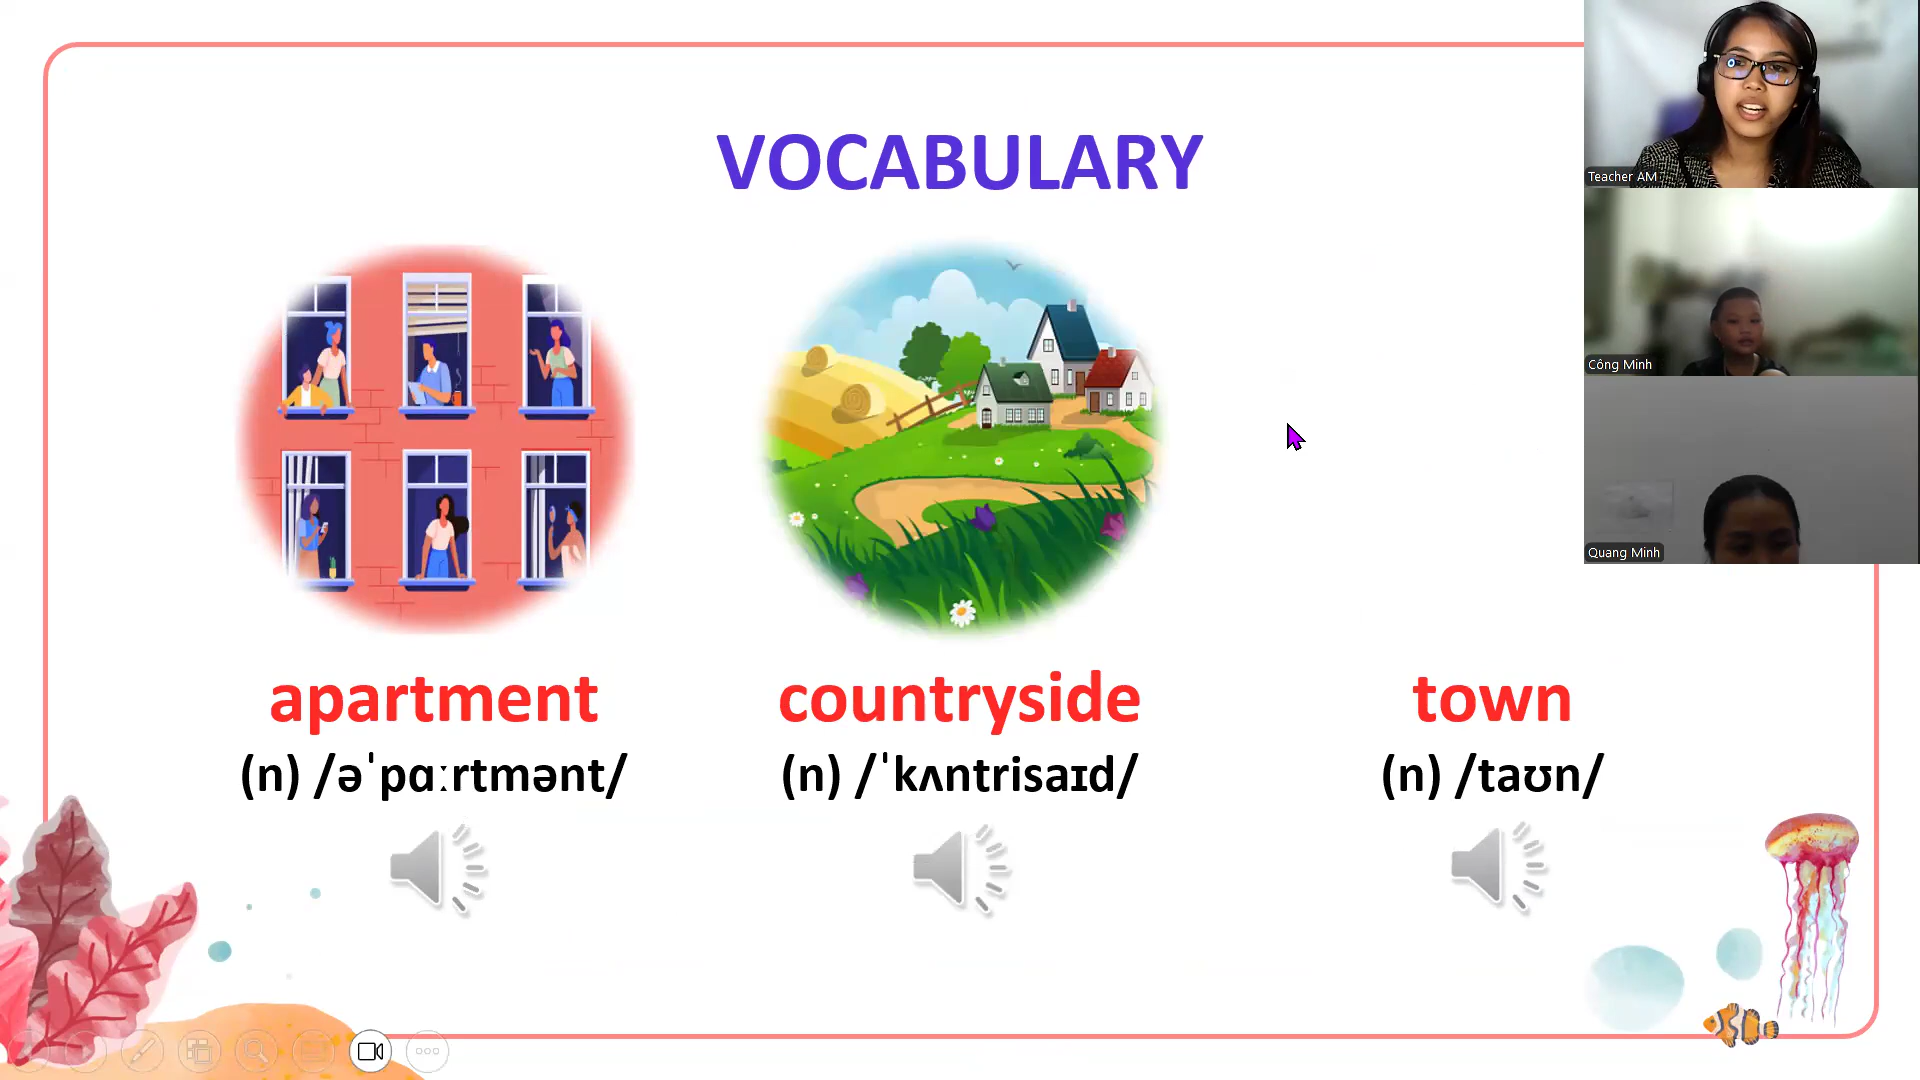 VOCABULARY
apartment
(n) /əˈpɑːrtmənt/
countryside
(n) /ˈkʌntrisaɪd/
town
(n) /taʊn/
Teacher AM
Công Minh
Quang Minh